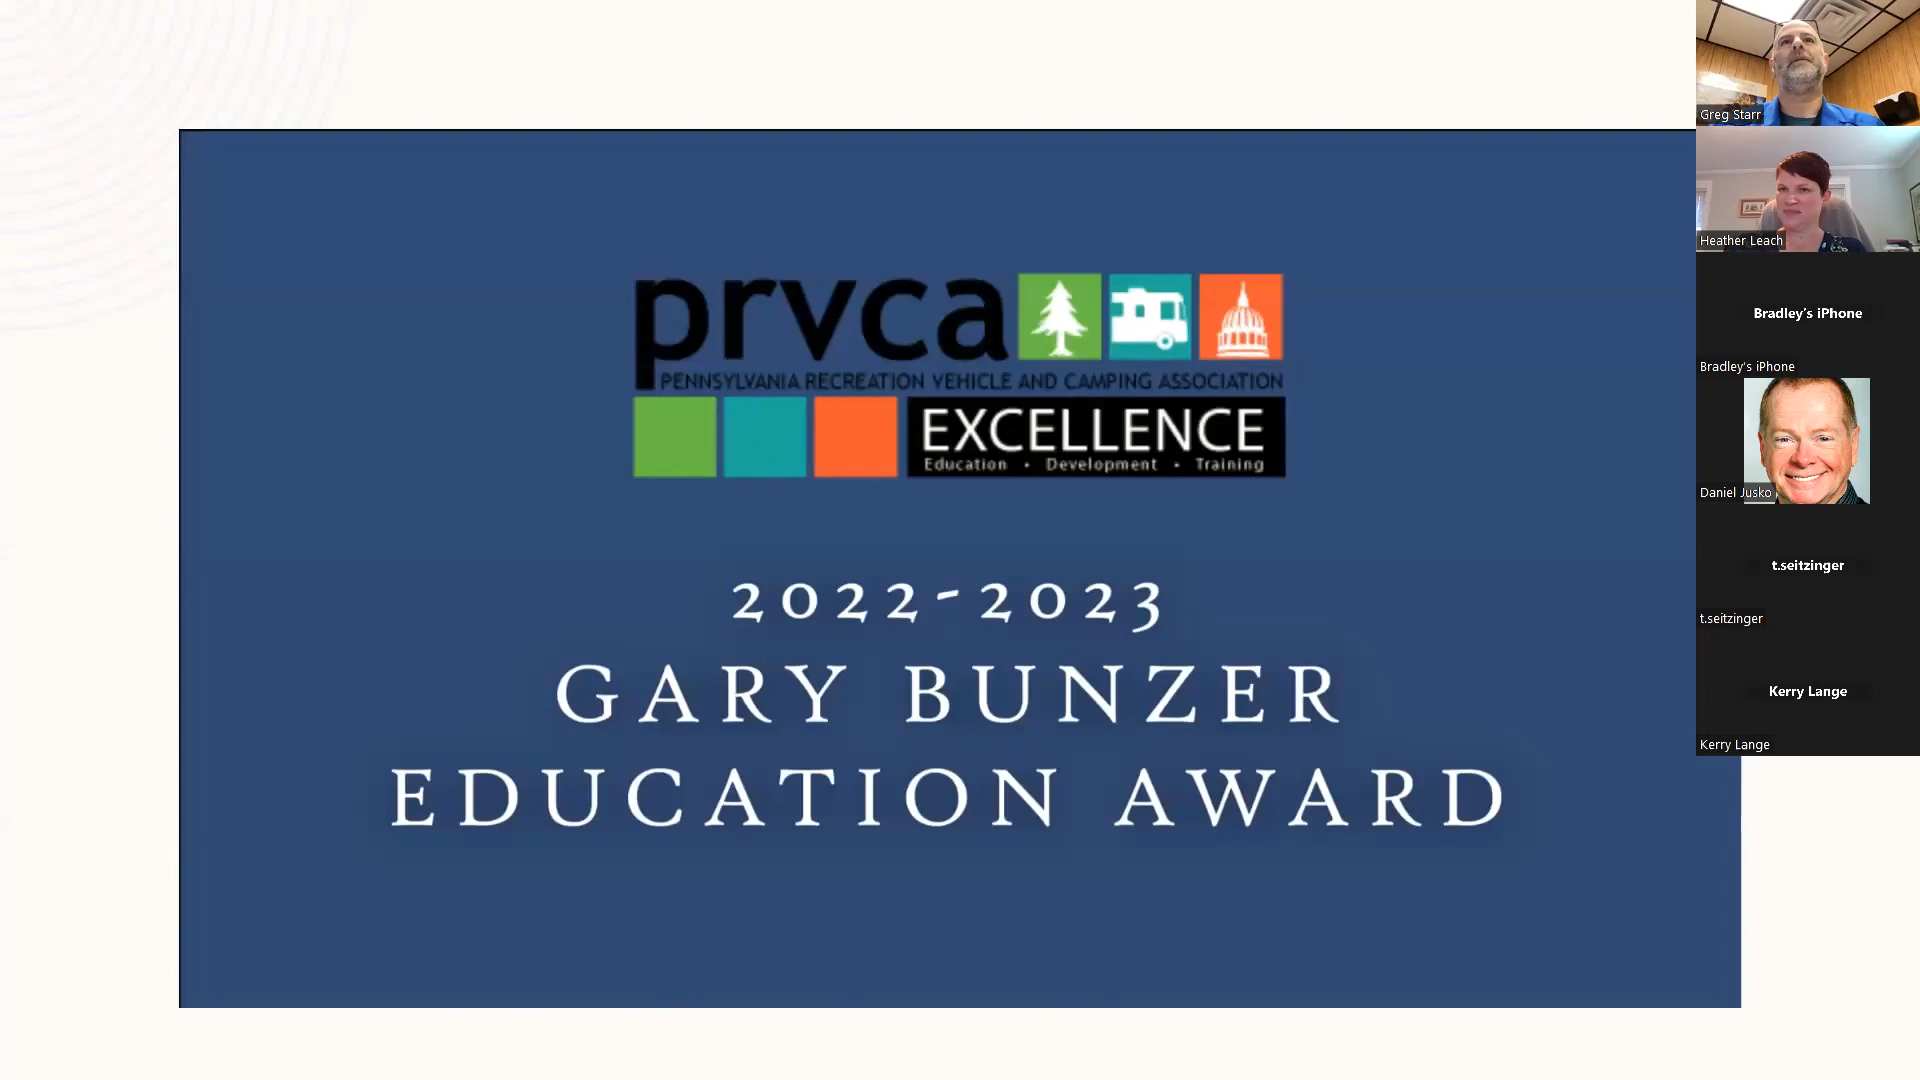 prvca
PENNSYLVANIA RECREATION VEHICLE AND CAMPING ASSOCIATION
EXCELLENCE
Education • Development • Training
2022-2023
GARY BUNZER
EDUCATION AWARD
Greg Starr
Heather Leach
Bradley's iPhone
Bradley's iPhone
Daniel Jusko
t.seitzinger
t.seitzinger
Kerry Lange
Kerry Lange